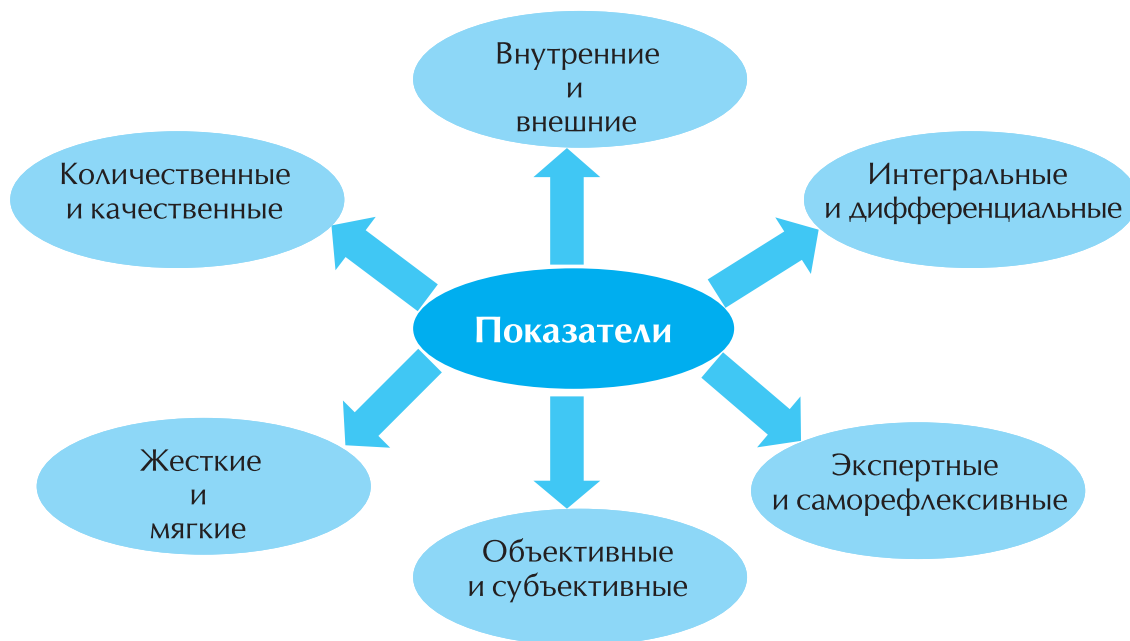 Внутренние
и
внешние
Количественные
и качественные
Интегральные
и дифференциальные
Показатели
Жесткие
и
мягкие
Экспертные
и саморефлексивные
Объективные
и субъективные